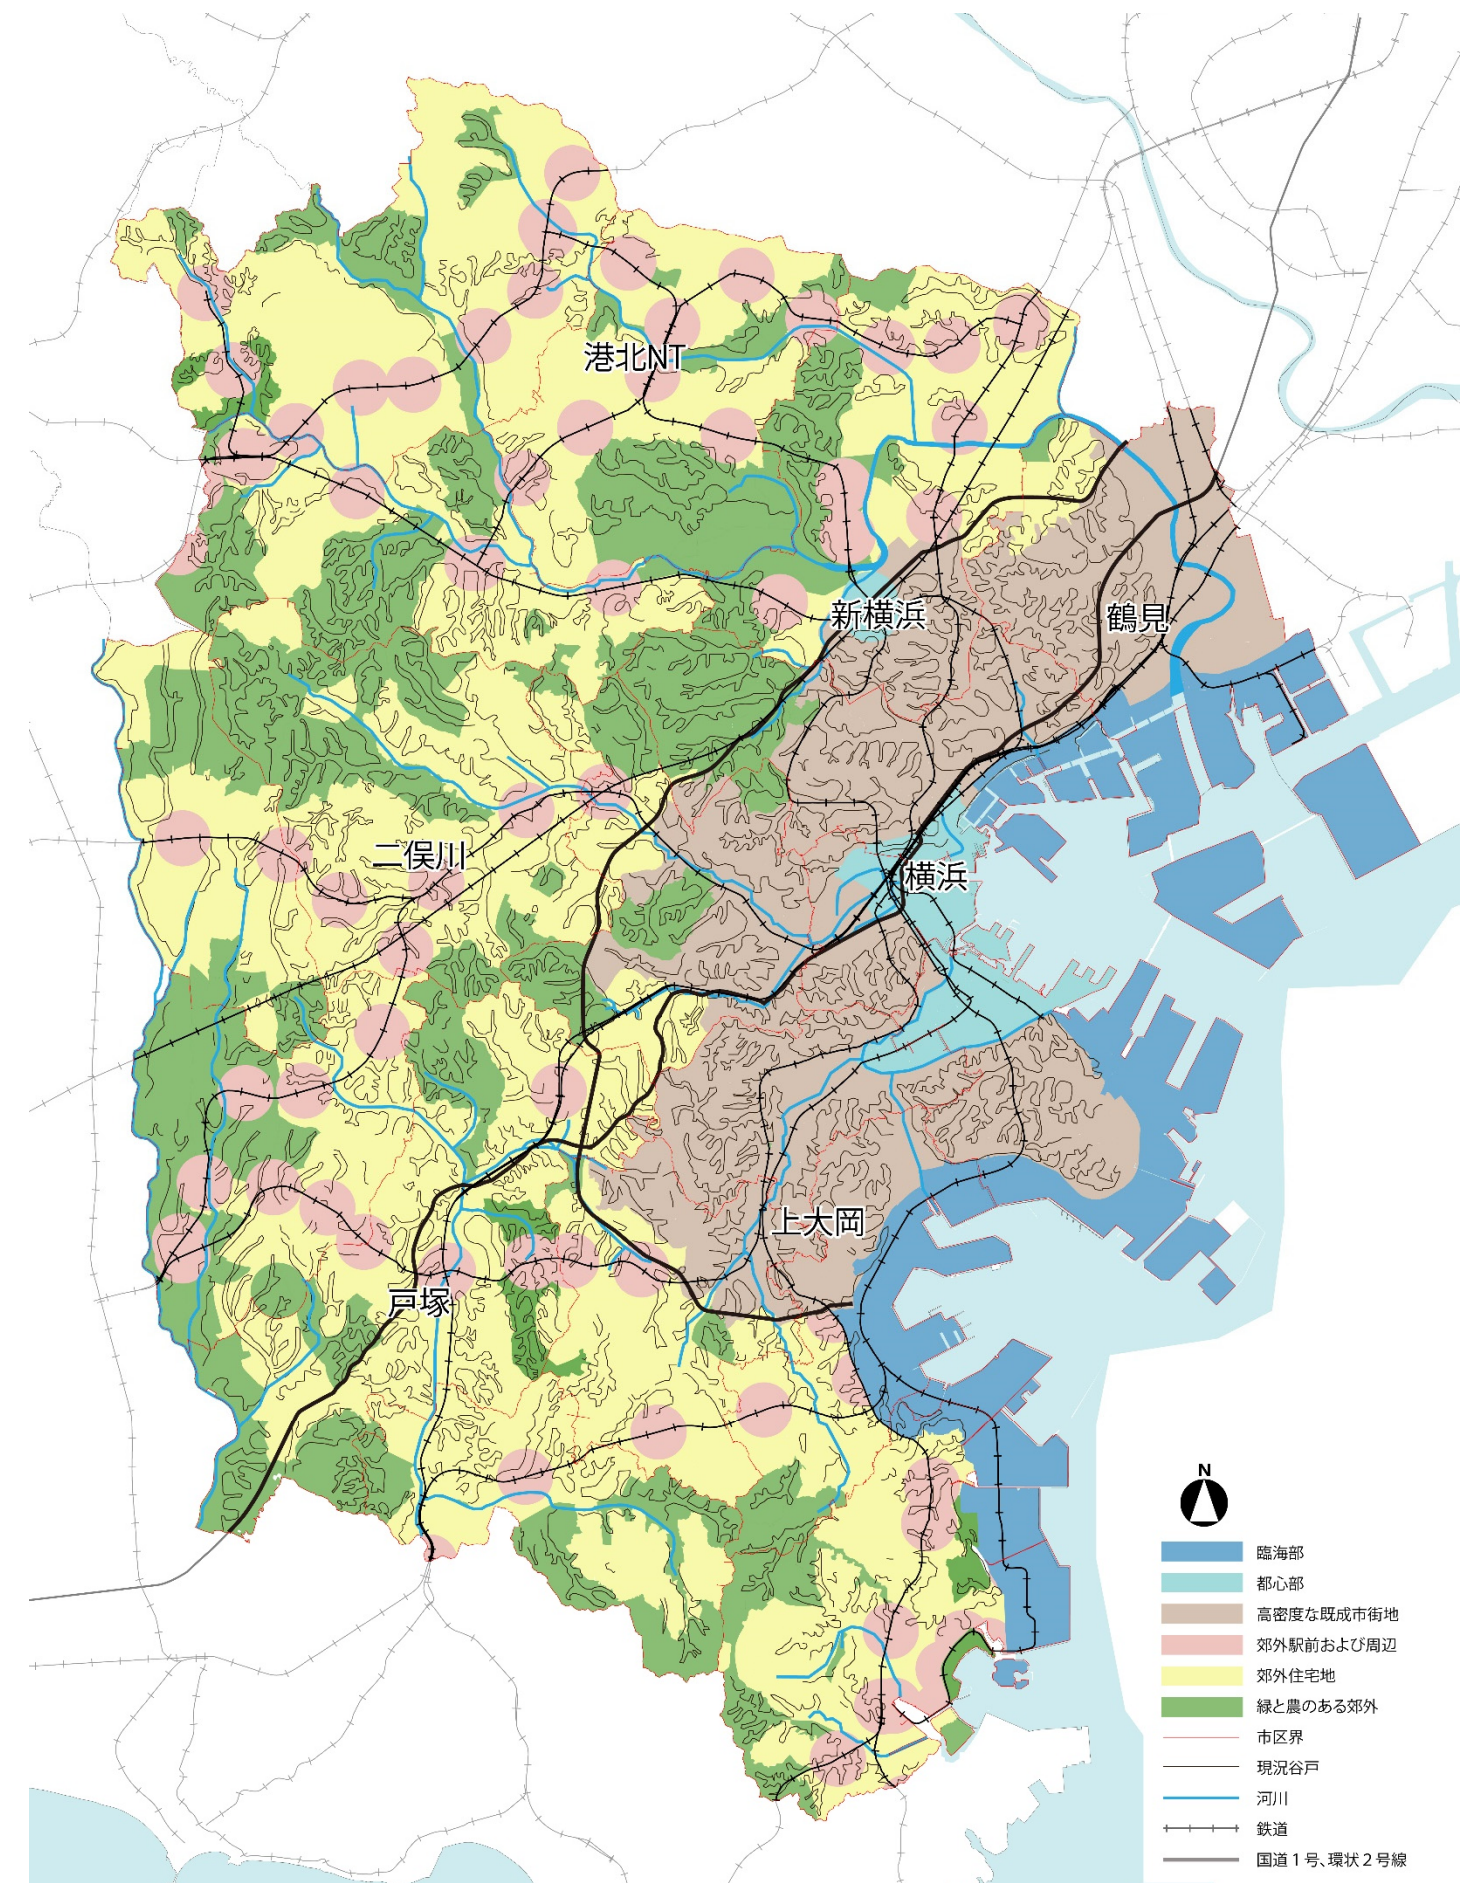 港北NT
新横浜
鶴見
二俣川
横浜
上大岡
戸塚
N
臨海部
都心部
高密度な既成市街地
郊外駅前および周辺
郊外住宅地
緑と農のある郊外
市区界
現況谷戸
河川
鉄道
国道1号、環状2号線